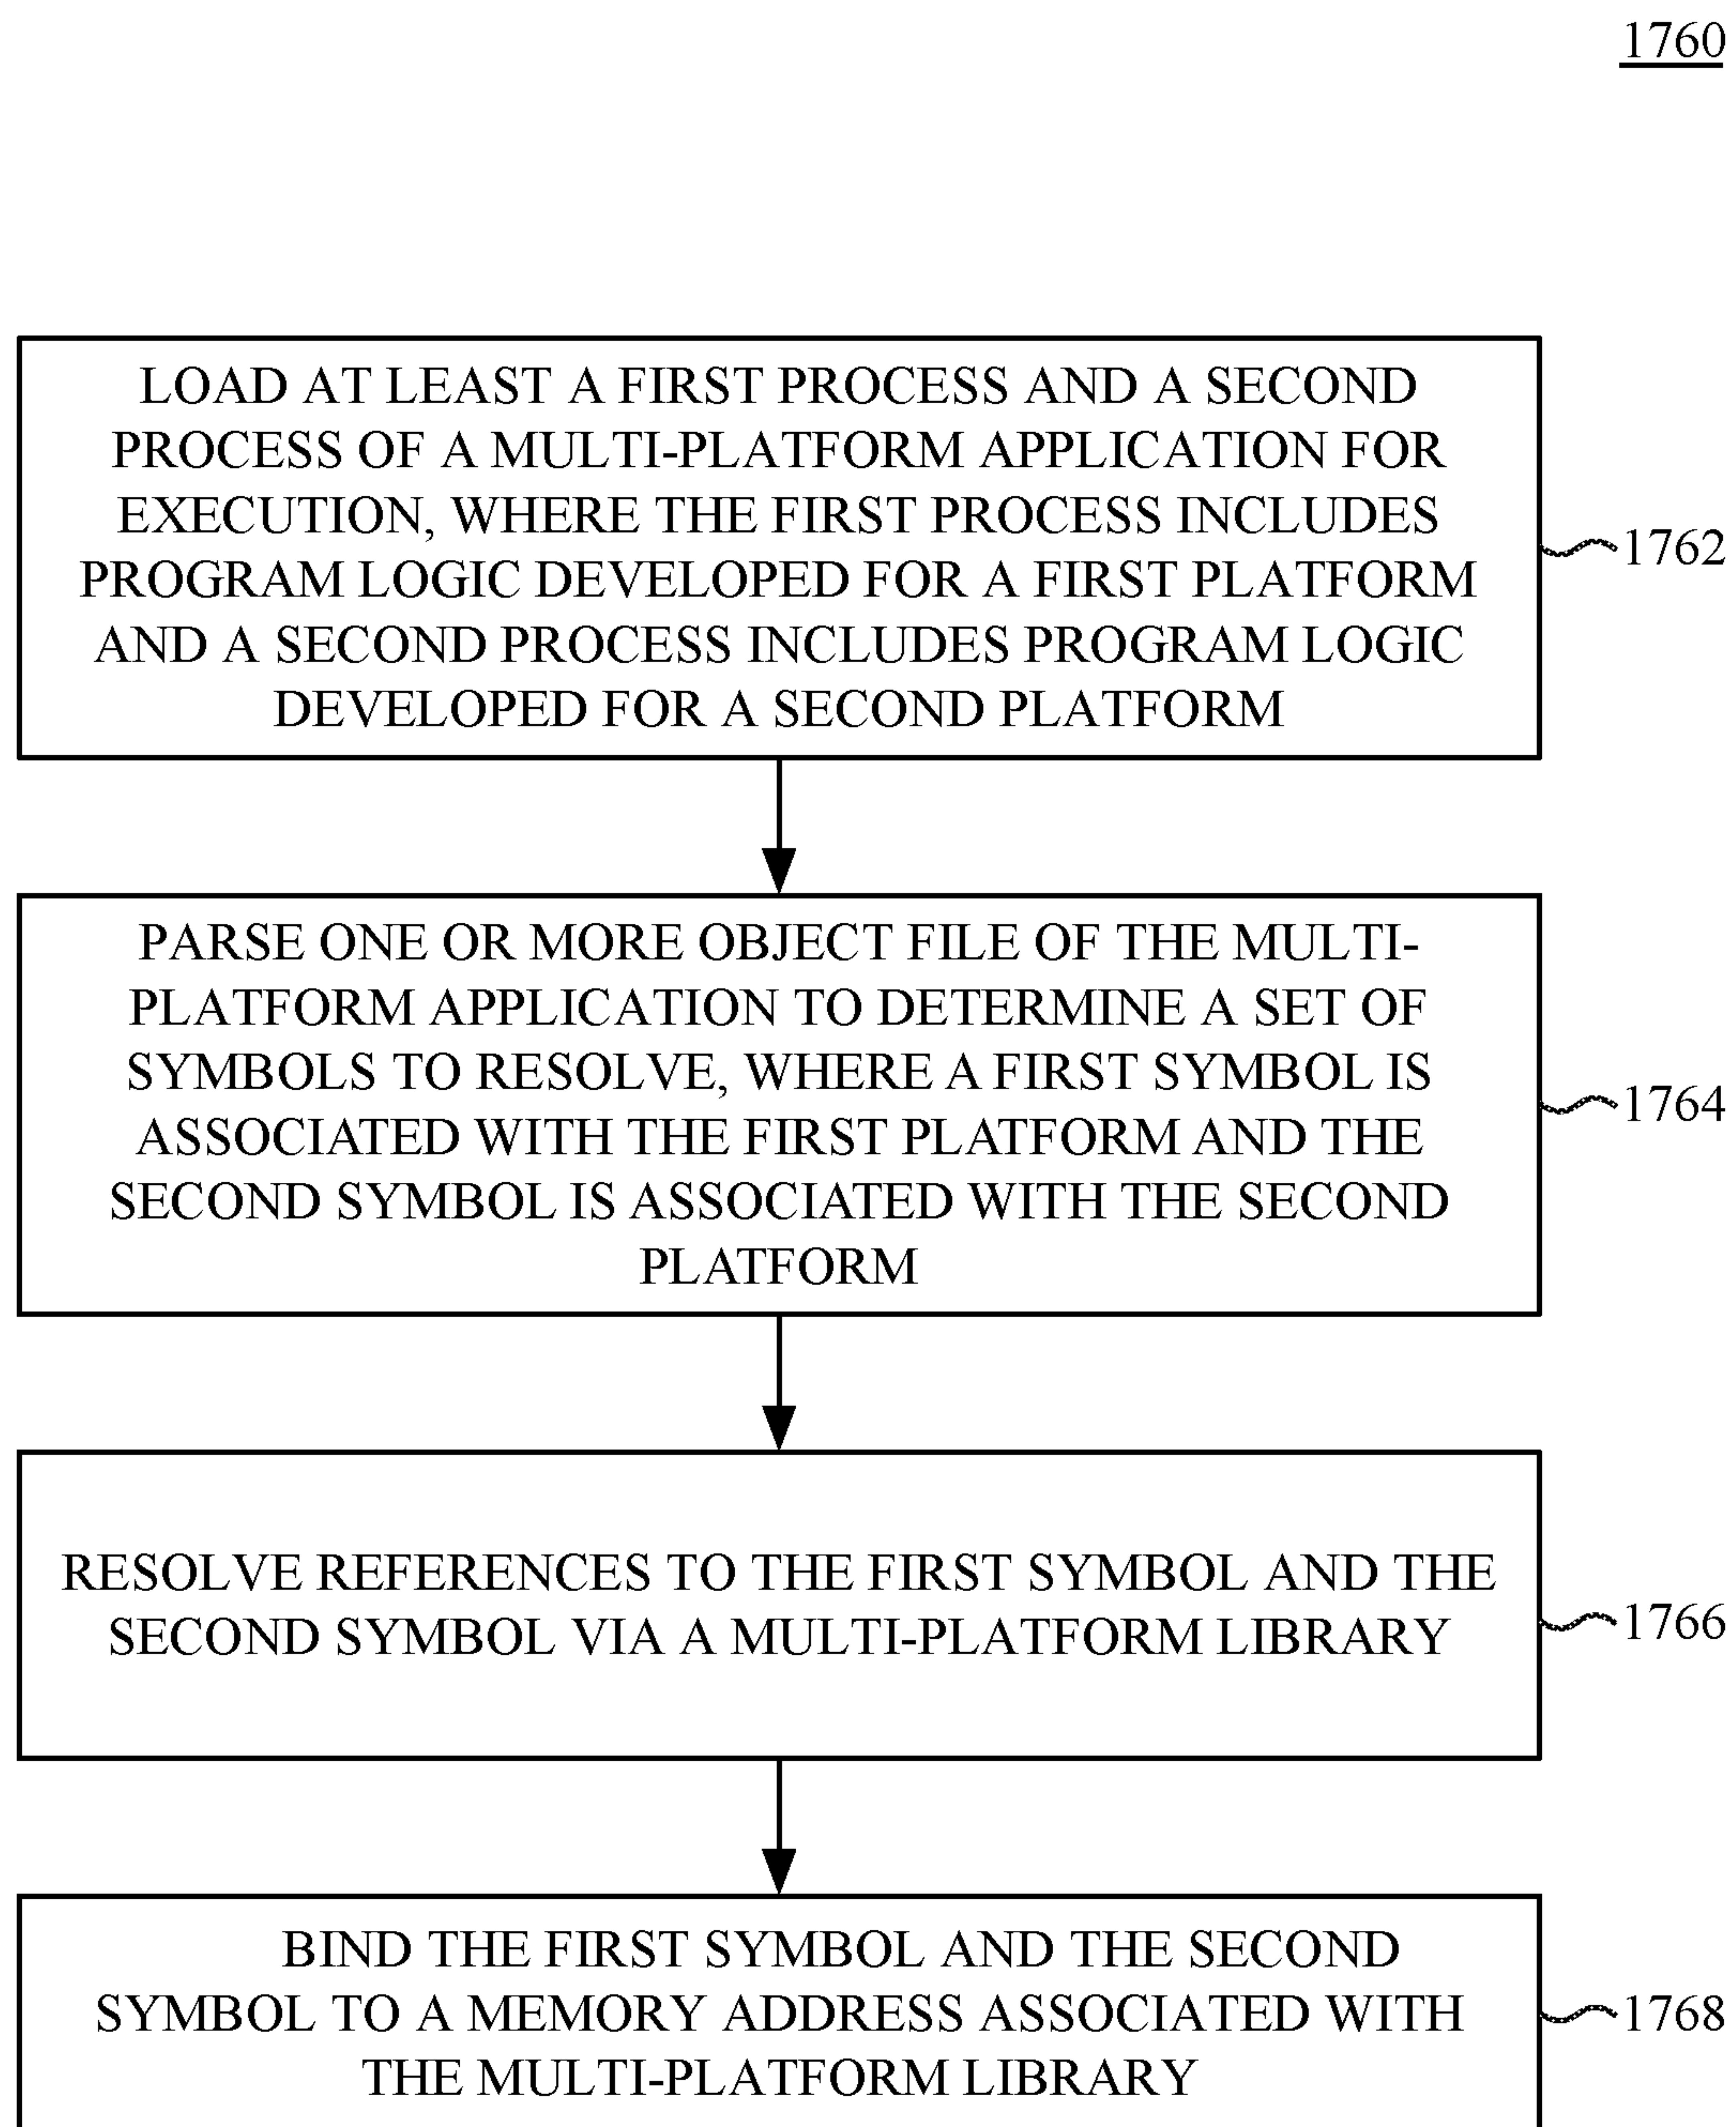 1760
LOAD AT LEAST A FIRST PROCESS AND A SECOND
PROCESS OF A MULTI-PLATFORM APPLICATION FOR
EXECUTION, WHERE THE FIRST PROCESS INCLUDES
PROGRAM LOGIC DEVELOPED FOR A FIRST PLATFORM
AND A SECOND PROCESS INCLUDES PROGRAM LOGIC
DEVELOPED FOR A SECOND PLATFORM
1762
PARSE ONE OR MORE OBJECT FILE OF THE MULTI-
PLATFORM APPLICATION TO DETERMINE A SET OF
SYMBOLS TO RESOLVE, WHERE A FIRST SYMBOL IS
ASSOCIATED WITH THE FIRST PLATFORM AND THE
SECOND SYMBOL IS ASSOCIATED WITH THE SECOND
PLATFORM
1764
RESOLVE REFERENCES TO THE FIRST SYMBOL AND THE
SECOND SYMBOL VIA A MULTI-PLATFORM LIBRARY
1766
BIND THE FIRST SYMBOL AND THE SECOND
SYMBOL TO A MEMORY ADDRESS ASSOCIATED WITH
THE MULTI-PLATFORM LIBRARY
1768